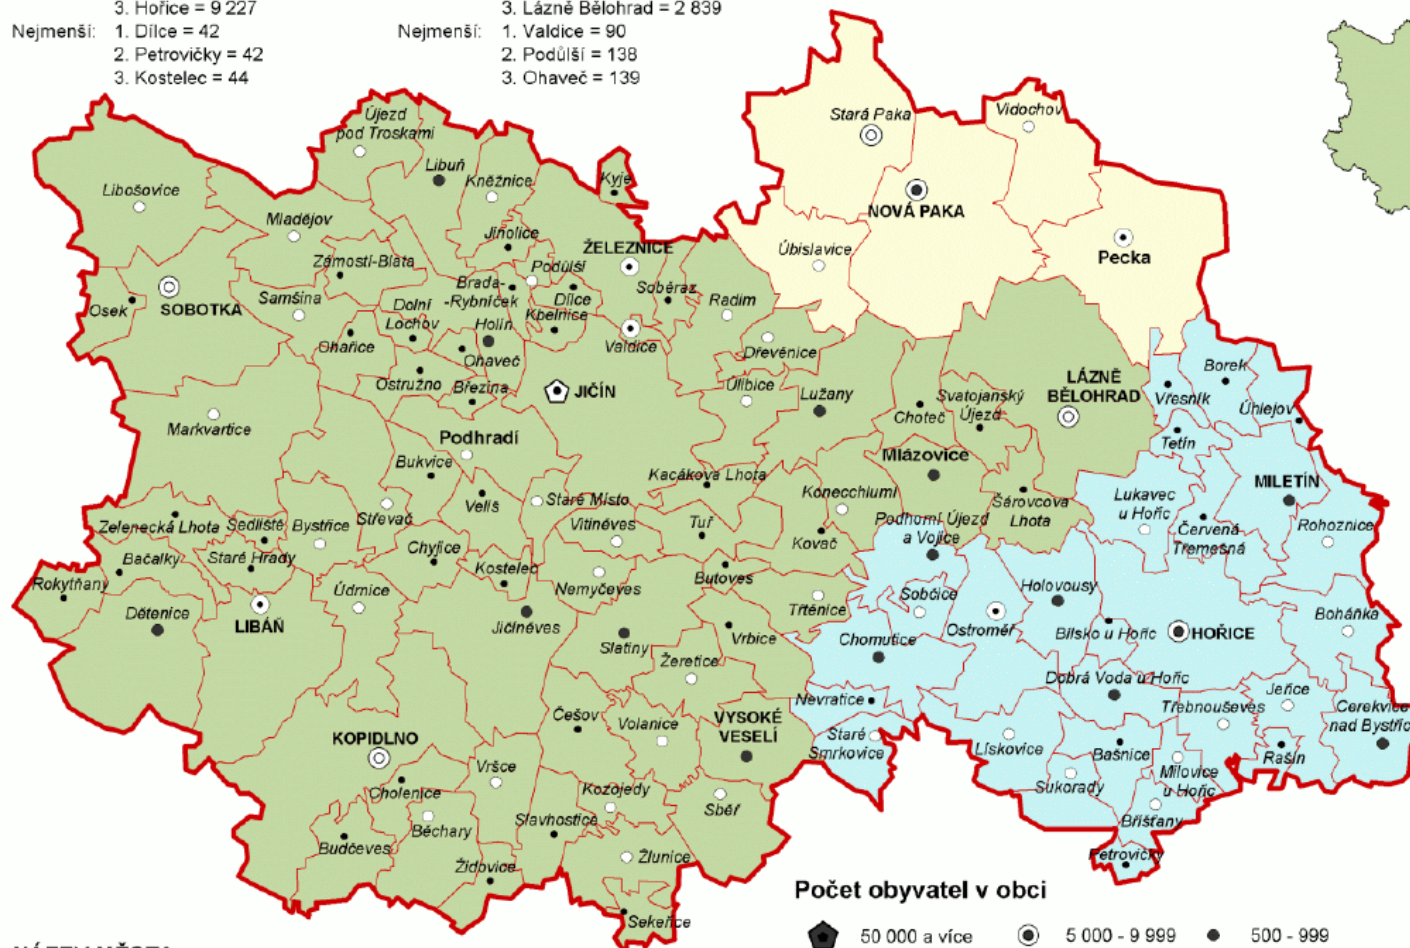 3. Hořice = 9 227
3. Lázně Bělohrad = 2 839
Nejmenší: 1. Dílce = 42
Nejmenší: 1. Valdice = 90
2. Petrovičky = 42
2. Podůlší = 138
3. Kostelec = 44
3. Ohaveč = 139
Újezd
pod Troskami
Stará Paka
Vidochov
Libuň
Kněžnice
Kyje
Libošovice
NOVÁ PAKA
Mladějov
Jinolice
ŽELEZNICE
Úbislavice
Pecka
Zámostí-Blata
Podůlší
Brada-
-Rybníček
Dílce
Soběraz
Radim
Samšina
Osek
SOBOTKA
Dolní
Lochov
Holín
Kbelnice
Valdice
Ohařice
Ohaveč
Dřevěnice
Borek
Ostružno
Březina
JIČÍN
Úlibice
Lužany
LÁZNĚ
BĚLOHRAD
Svatojanský
Újezd
Choteč
Vřesník
Úhlejov
Markvartice
Podhradí
Tetín
Bukvice
Mlázovice
Kacákova Lhota
Konecchlumí
MILETÍN
Veliš
Staré Místo
Šárovcova
Lhota
Lukavec
u Hořic
Střevač
Zelenecká Lhota
Sedliště
Bystřice
Vitiněves
Tuř
Podhorní Újezd
a Vojice
Červená
Třemešná
Rohoznice
Kovač
Bačalky
Staré Hrady
Chyjice
Kostelec
Butoves
Rokytňany
Údrnice
Nemyčeves
Třtěnice
Sobčice
Holovousy
Dětenice
LIBÁŇ
Jičíněves
Ostroměř
Boháňka
Vrbice
Bílsko u Hořic
HOŘICE
Slatiny
Chomutice
Žeretice
Dobrá Voda u Hořic
Jeřice
Nevratice
Třebnouševes
Cerekvice
nad Bystřic
Češov
Volanice
VYSOKÉ
VESELÍ
KOPIDLNO
Staré
Smrkovice
Lískovice
Bašnice
Rašín
Vršce
Milovice
u Hořic
Cholenice
Kozojedy
Sukorady
Sběř
Běchary
Slavhostice
Bříšťany
Budčeves
Žlunice
Petrovičky
Židovice
Počet obyvatel v obci
Sekeřice
50 000 a více
5 000 - 9 999
500 - 999